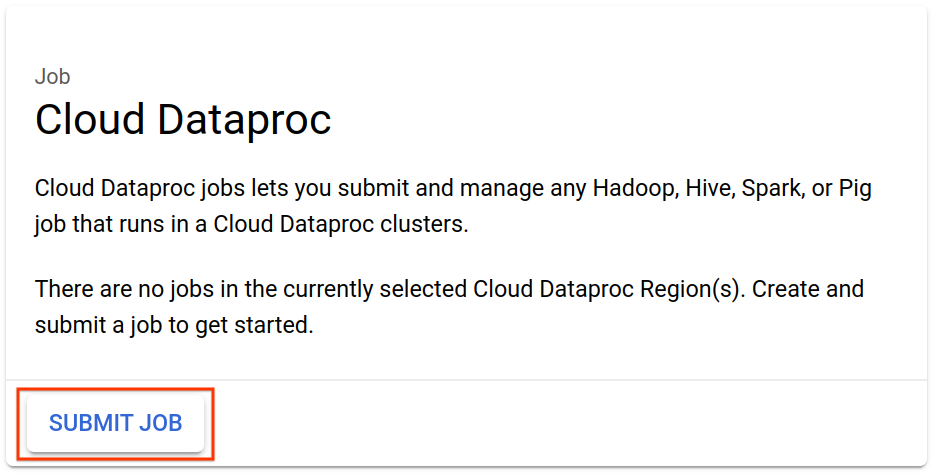 Job
Cloud Dataproc
Cloud Dataproc jobs lets you submit and manage any Hadoop, Hive, Spark, or Pig
job that runs in a Cloud Dataproc clusters.
There are no jobs in the currently selected Cloud Dataproc Region(s). Create and
submit a job to get started.
SUBMIT JOB